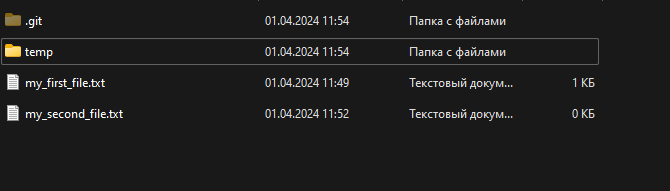 .git 01.04.2024 11:54 Папка с файлами
temp 01.04.2024 11:54 Папка с файлами
my_first_file.txt 01.04.2024 11:49 Текстовый докум... 1 КБ
my_second_file.txt 01.04.2024 11:52 Текстовый докум... 0 КБ